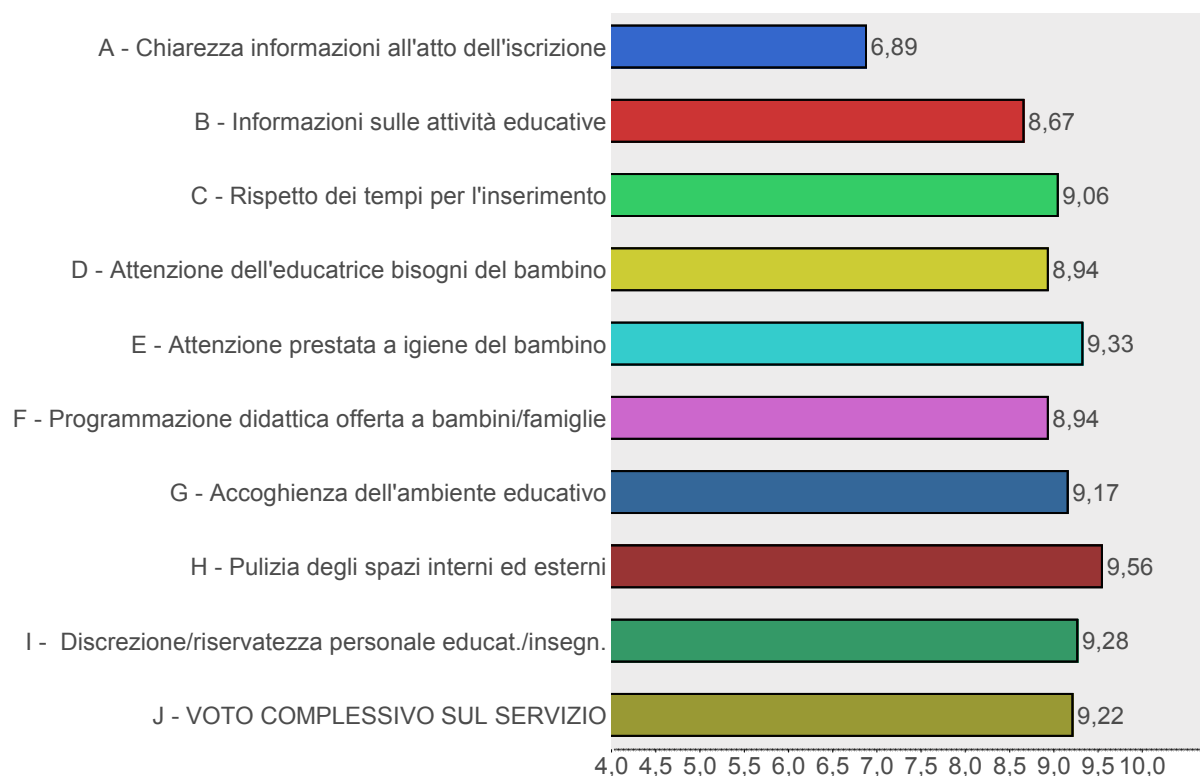 A - Chiarezza informazioni all'atto dell'iscrizione 6,89
B - Informazioni sulle attività educative 8,67
C - Rispetto dei tempi per l'inserimento 9,06
D - Attenzione dell'educatrice bisogni del bambino 8,94
E - Attenzione prestata a igiene del bambino 9,33
F - Programmazione didattica offerta a bambini/famiglie 8,94
G - Accoghienza dell'ambiente educativo 9,17
H - Pulizia degli spazi interni ed esterni 9,56
I -  Discrezione/riservatezza personale educat./insegn. 9,28
J - VOTO COMPLESSIVO SUL SERVIZIO 9,22
4,0 4,5 5,0 5,5 6,0 6,5 7,0 7,5 8,0 8,5 9,0 9,5 10,0